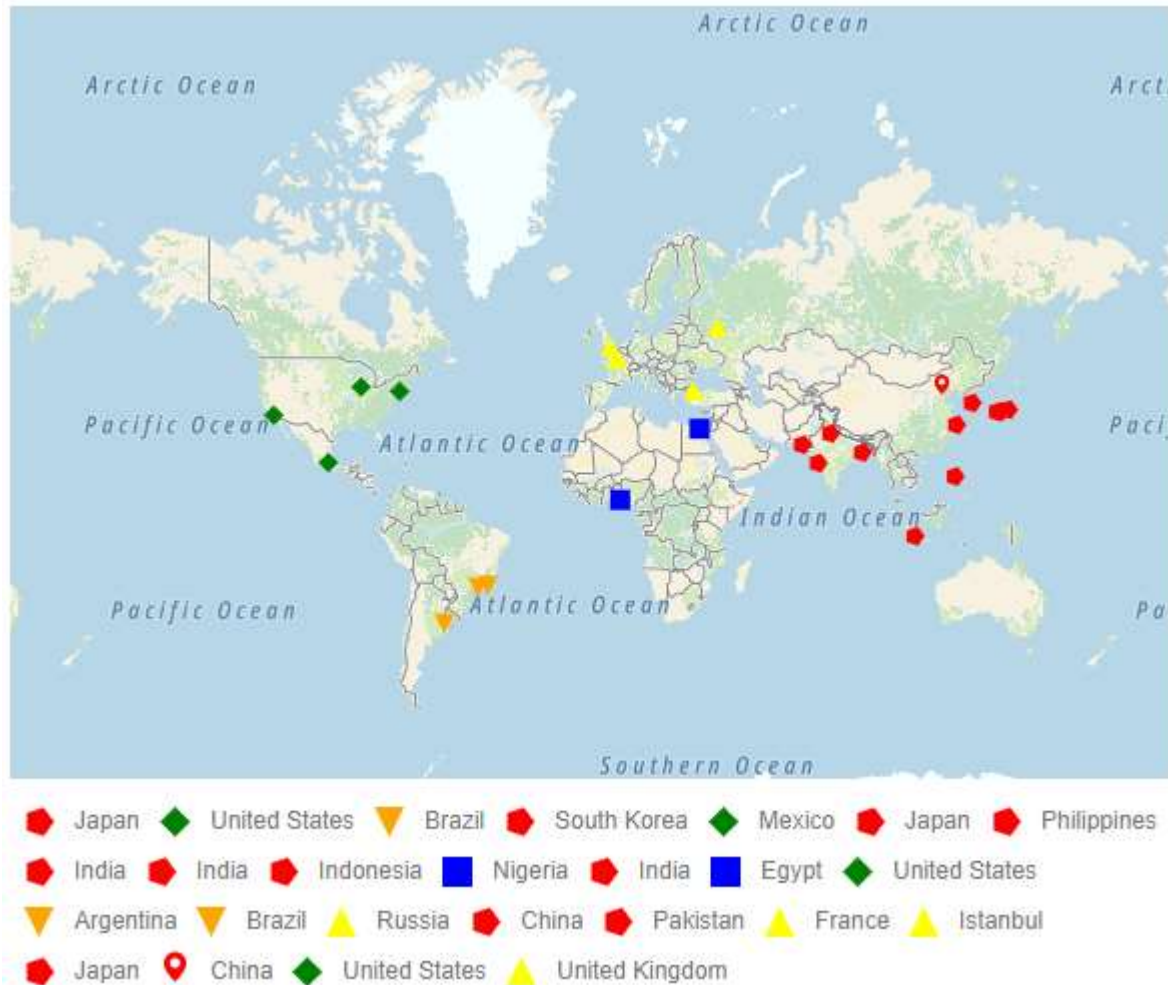 Arctic Ocean
Arctic Ocean
Arct
Pacific Ocean
Atlantic Ocean
Pacif
Indian Ocean
Pacific Ocean
Atlantic Ocean
Pa
Southern Ocean
Japan United States Brazil South Korea Mexico Japan Philippines
India India Indonesia Nigeria India Egypt United States
Argentina Brazil Russia China Pakistan France Istanbul
Japan China United States United Kingdom